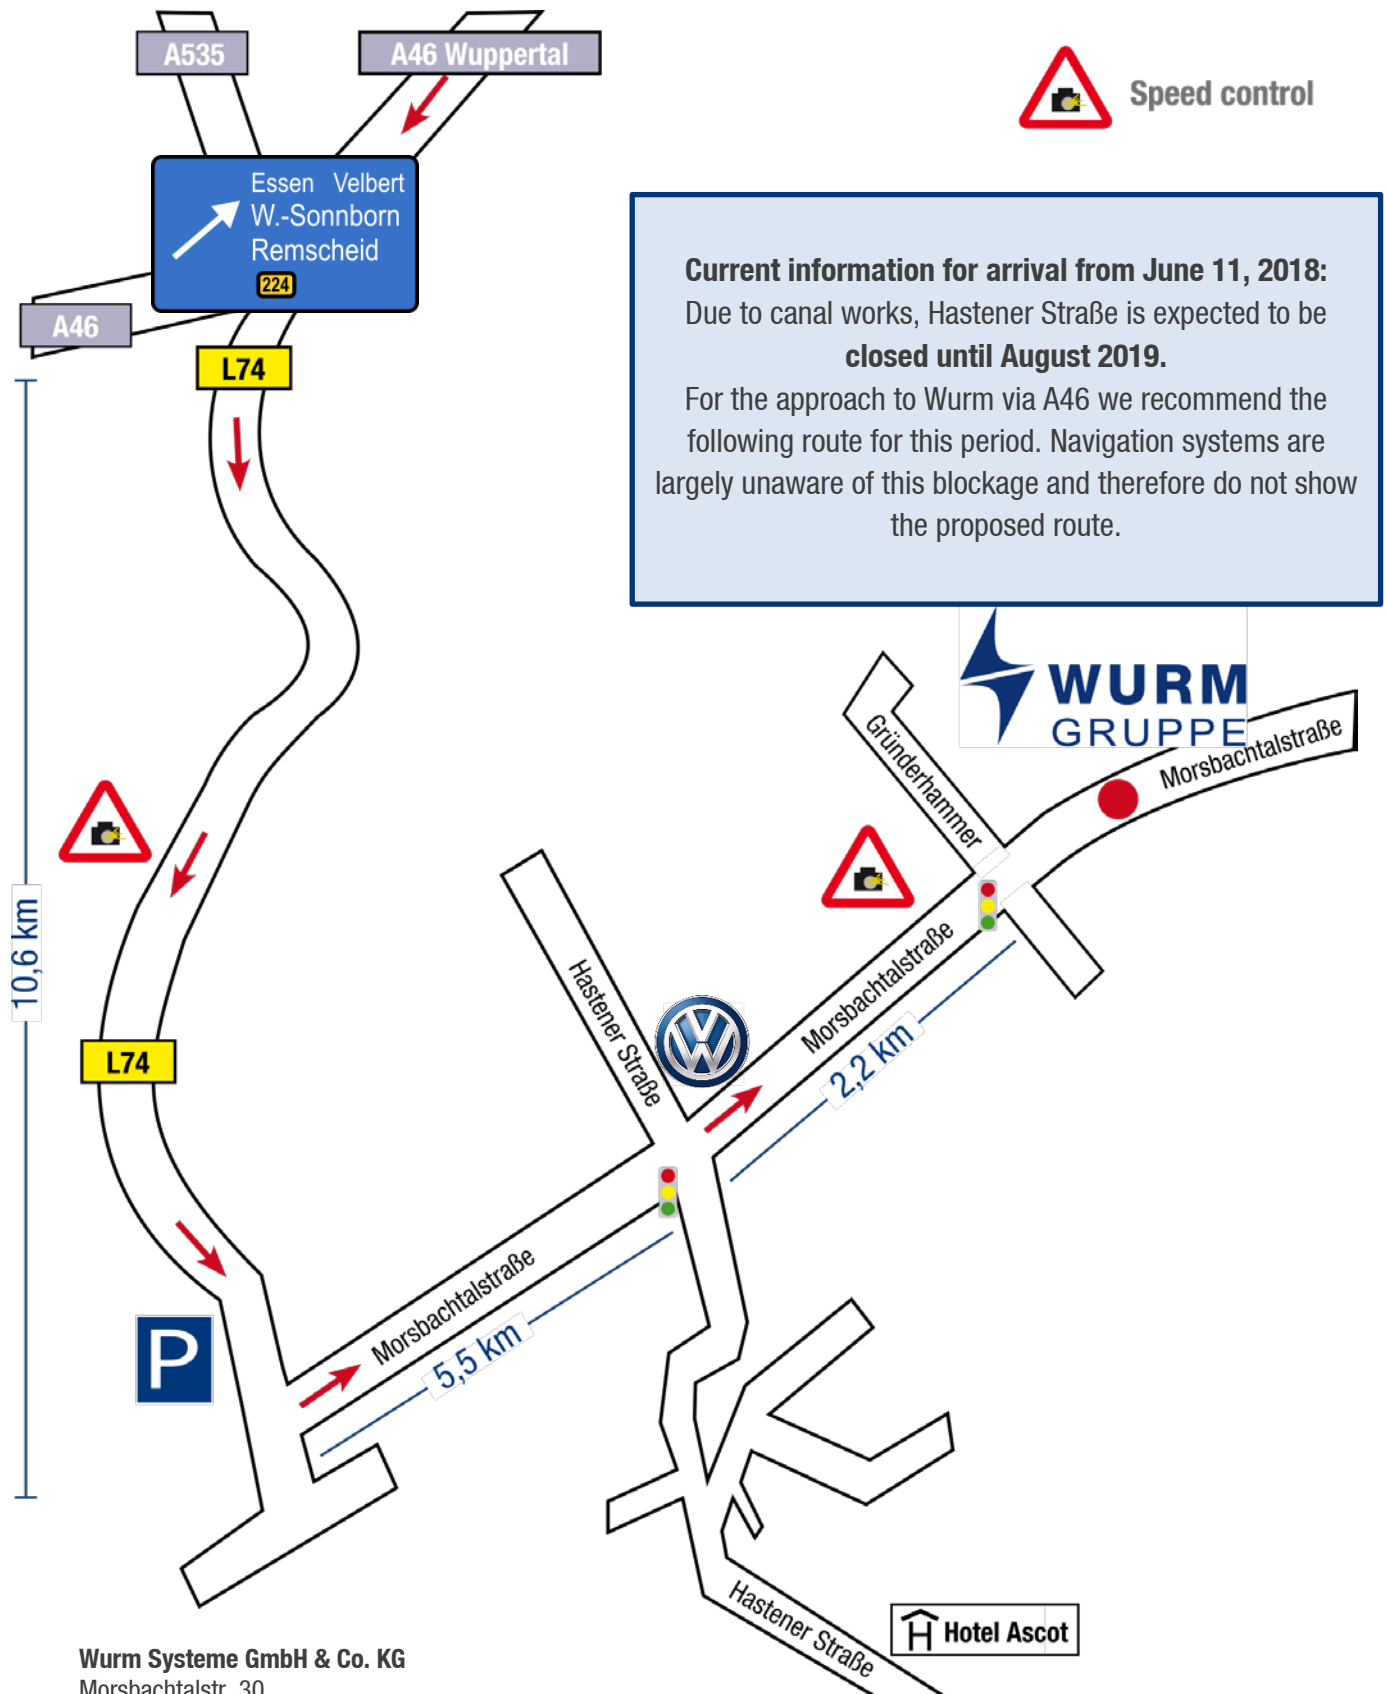 A535
A46 Wuppertal
Speed control
Essen Velbert
W.-Sonnborn
Remscheid
224
A46
L74
Current information for arrival from June 11, 2018:
Due to canal works, Hastener Straße is expected to be
closed until August 2019.
For the approach to Wurm via A46 we recommend the
following route for this period. Navigation systems are
largely unaware of this blockage and therefore do not show
the proposed route.
WURM
GRUPPE
Gründerhammer
Morsbachtalstraße
10,6 km
Hastener Straße
Morsbachtalstraße
2,2 km
L74
Morsbachtalstraße
5,5 km
P
Hastener Straße
H Hotel Ascot
Wurm Systeme GmbH & Co. KG
Morsbachtalstr. 30